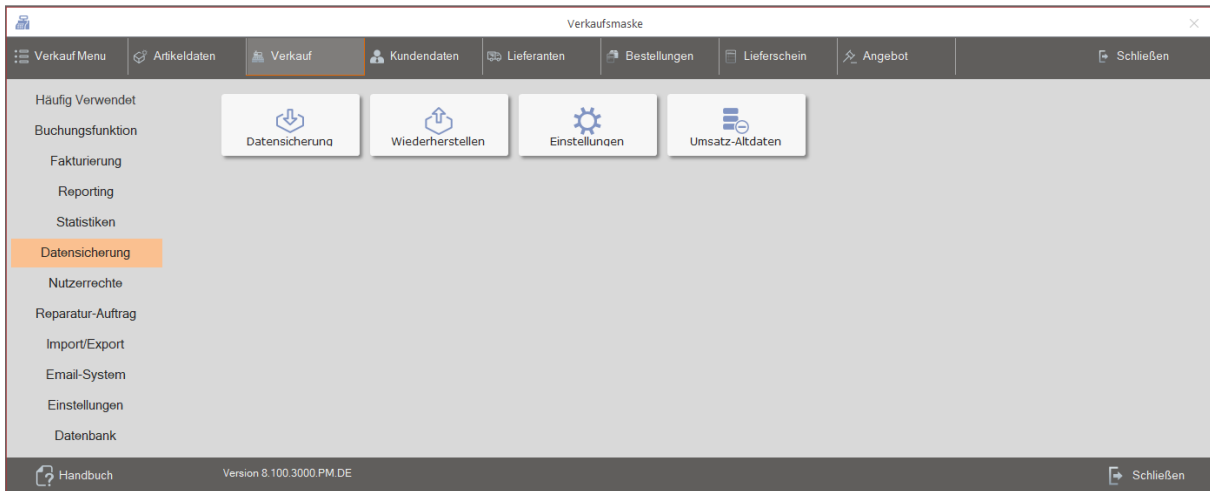 Verkaufsmaske
Verkauf Menu
Artikeldaten
Verkauf
Kundendaten
Lieferanten
Bestellungen
Lieferschein
Angebot
Schließen
Häufig Verwendet
Buchungsfunktion
Fakturierung
Reporting
Statistiken
Datensicherung
Nutzerrechte
Reparatur-Auftrag
Import/Export
Email-System
Einstellungen
Datenbank
Datensicherung
Wiederherstellen
Einstellungen
Umsatz-Altdaten
Handbuch
Version 8.100.3000.PM.DE
Schließen